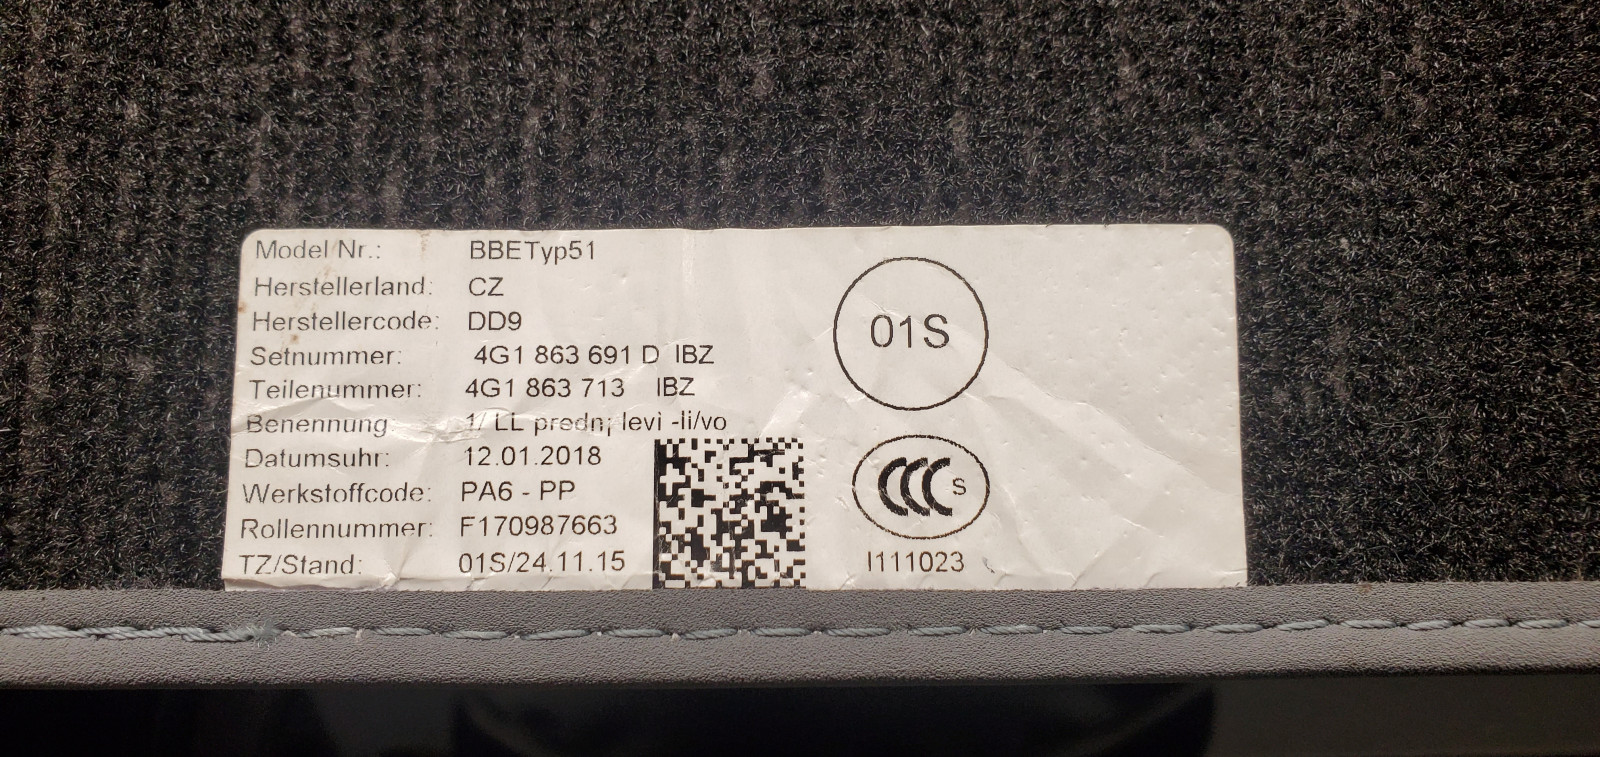 Model Nr.: BBETyp51
Herstellerland: CZ
Herstellercode: DD9
Setnummer: 4G1 863 691 D IBZ
Teilenummer: 4G1 863 713 IBZ
Benennung: 1/ LL predn¡ levì -li/vo
Datumsuhr: 12.01.2018
Werkstoffcode: PA6 - PP
Rollennummer: F170987663
TZ/Stand: 01S/24.11.15
01S
CCC S
I111023